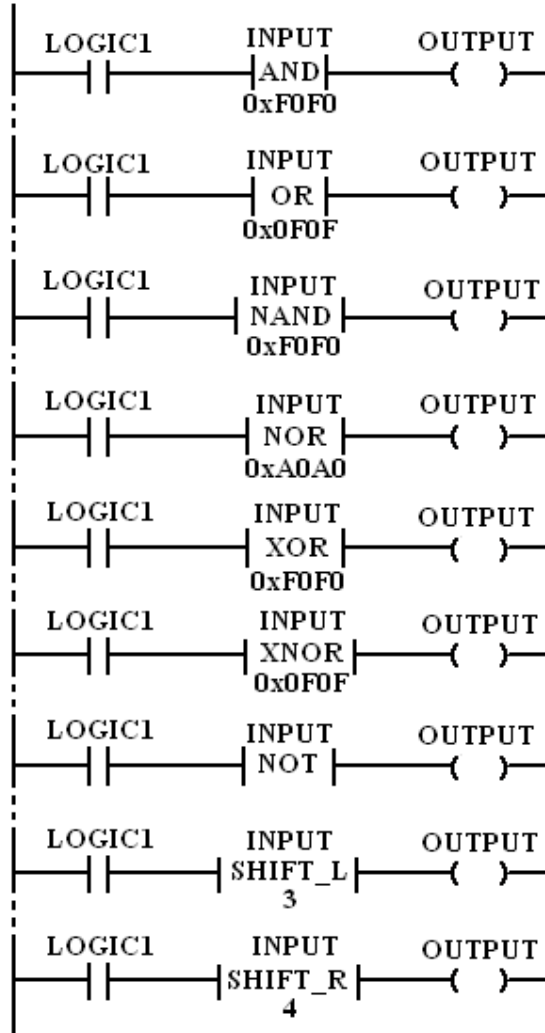 LOGIC1 INPUT OUTPUT
AND
0xF0F0
LOGIC1 INPUT OUTPUT
OR
0x0F0F
LOGIC1 INPUT OUTPUT
NAND
0xF0F0
LOGIC1 INPUT OUTPUT
NOR
0xA0A0
LOGIC1 INPUT OUTPUT
XOR
0xF0F0
LOGIC1 INPUT OUTPUT
XNOR
0x0F0F
LOGIC1 INPUT OUTPUT
NOT
LOGIC1 INPUT OUTPUT
SHIFT_L
3
LOGIC1 INPUT OUTPUT
SHIFT_R
4